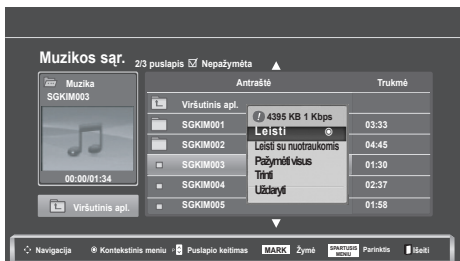 Muzikos sąr. 2/3 puslapis ☑ Nepažymėta
Muzika
SGKIM003
00:00/01:34
Viršutinis apl.
Antraštė Trukmė
Viršutinis apl.
SGKIM001 03:33
SGKIM002 04:45
SGKIM003 01:30
SGKIM004 02:37
SGKIM005 01:58
4395 KB 1 Kbps
Leisti
Leisti su nuotraukomis
Pažymėti visus
Trinti
Uždaryti
Navigacija Kontekstinis meniu Puslapio keitimas MARK Žymė SPARTUSIS MENIU Parinktis Išeiti